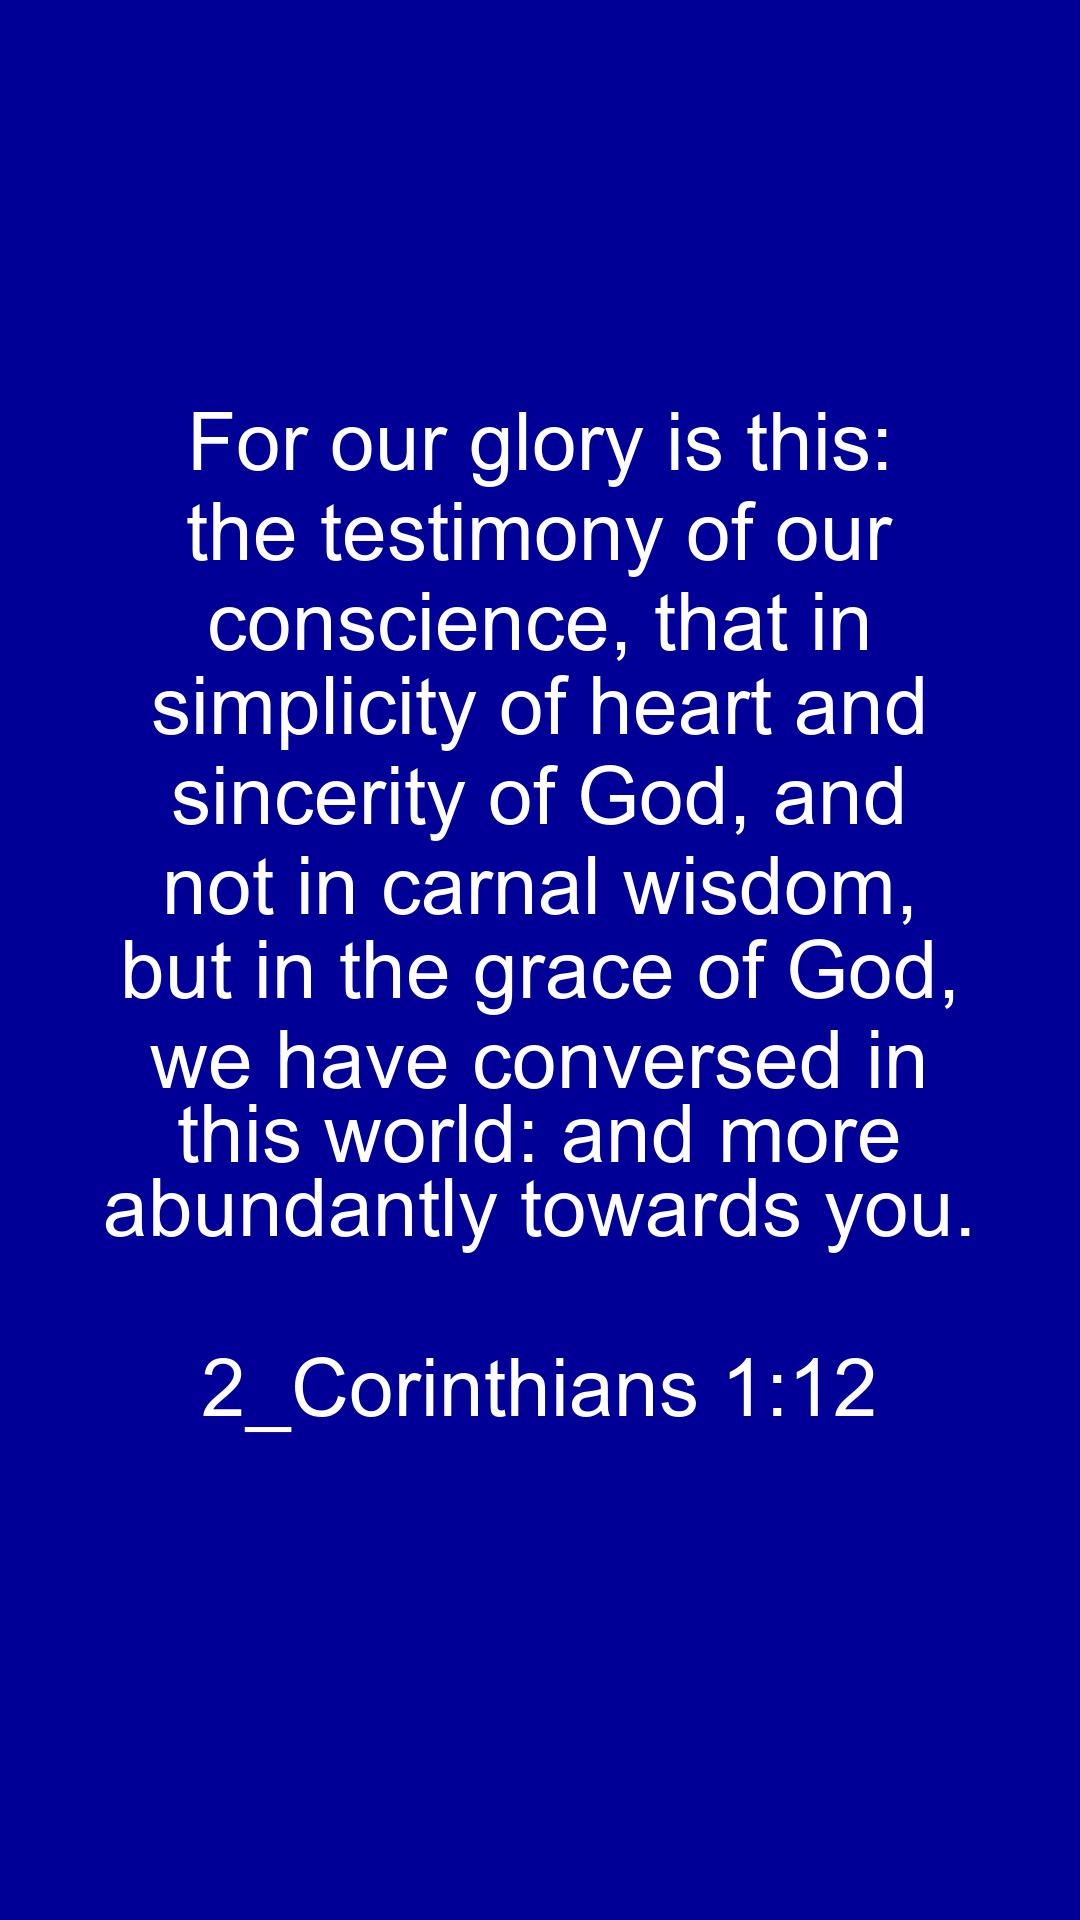 For our glory is this:
the testimony of our
conscience, that in
simplicity of heart and
sincerity of God, and
not in carnal wisdom,
but in the grace of God,
we have conversed in
this world: and more
abundantly towards you.
2_Corinthians 1:12